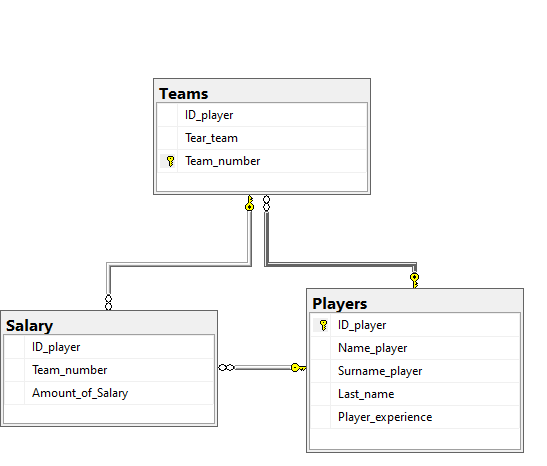 Teams
ID_player
Tear_team
Team_number
Salary
ID_player
Team_number
Amount_of_Salary
Players
ID_player
Name_player
Surname_player
Last_name
Player_experience